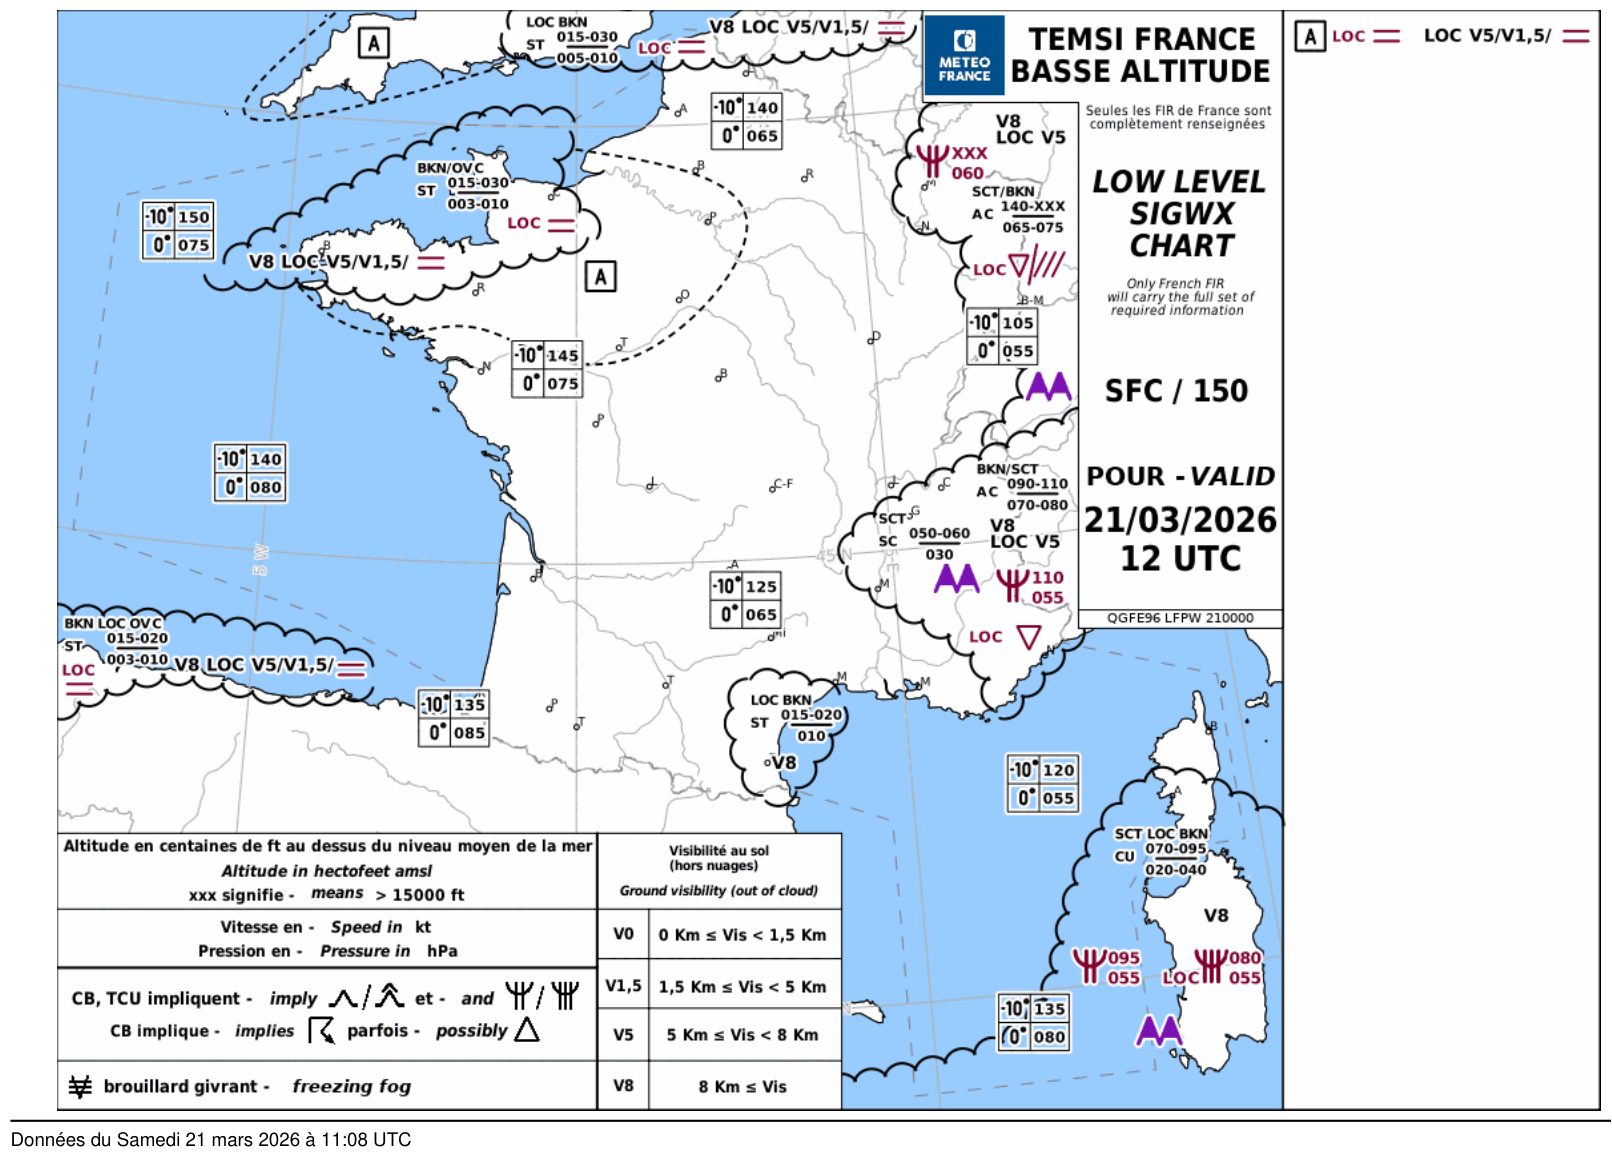 A
LOC BKN
ST 015-030
005-010
LOC
V8 LOC V5/V1,5/
METEO
FRANCE
TEMSI FRANCE
BASSE ALTITUDE
A LOC LOC V5/V1,5/
Seules les FIR de France sont
complètement renseignées
LOW LEVEL
SIGWX
CHART
Only French FIR
will carry the full set of
required information
SFC / 150
POUR - VALID
21/03/2026
12 UTC
QGFE96 LFPW 210000
-10° 140
0° 065
V8
LOC V5
XXX
060
SCT/BKN
AC 140-XXX
065-075
LOC
B-M
-10° 105
0° 055
BKN/OVC
ST 015-030
003-010
LOC
V8 LOC V5/V1,5/
A
-10° 150
0° 075
-10° 145
0° 075
-10° 140
0° 080
5 W
A
B
R
P
M
N
C
C
B
R
O
T
N
B
D
P
L
C-F
L
C
G
B
A
M
Mi
N
M
M
T
P
T
B
A
45 N
5 E
N
BKN/SCT
AC 090-110
070-080
SCT
SC 050-060
030
V8
LOC V5
110
055
LOC
-10° 125
0° 065
BKN LOC OVC
ST 015-020
003-010
V8 LOC V5/V1,5/
LOC
-10° 135
0° 085
LOC BKN
ST 015-020
010
V8
-10° 120
0° 055
SCT LOC BKN
CU 070-095
020-040
V8
095
055
LOC 080
055
-10° 135
0° 080
Altitude en centaines de ft au dessus du niveau moyen de la mer
Altitude in hectofeet amsl
xxx signifie - means > 15000 ft
Vitesse en - Speed in kt
Pression en - Pressure in hPa
CB, TCU impliquent - imply / et - and /
CB implique - implies parfois - possibly
brouillard givrant - freezing fog
Visibilité au sol
(hors nuages)
Ground visibility (out of cloud)
V0 0 Km ≤ Vis < 1,5 Km
V1,5 1,5 Km ≤ Vis < 5 Km
V5 5 Km ≤ Vis < 8 Km
V8 8 Km ≤ Vis
Données du Samedi 21 mars 2026 à 11:08 UTC